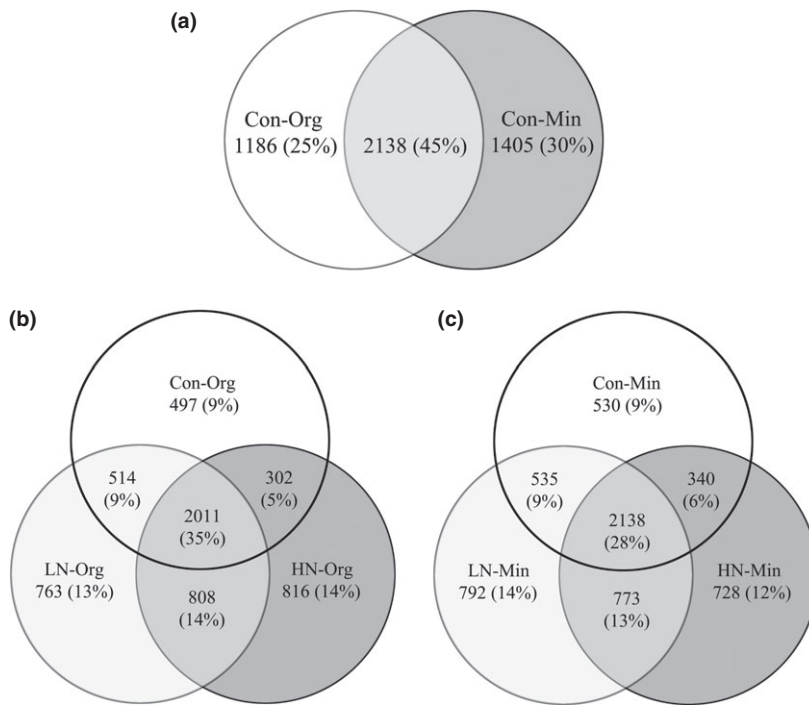 (a)
Con-Org
1186 (25%)
2138 (45%)
Con-Min
1405 (30%)
(b)
Con-Org
497 (9%)
514
(9%)
302
(5%)
2011
(35%)
LN-Org
763 (13%)
HN-Org
816 (14%)
808
(14%)
(c)
Con-Min
530 (9%)
535
(9%)
340
(6%)
2138
(28%)
LN-Min
792 (14%)
HN-Min
728 (12%)
773
(13%)